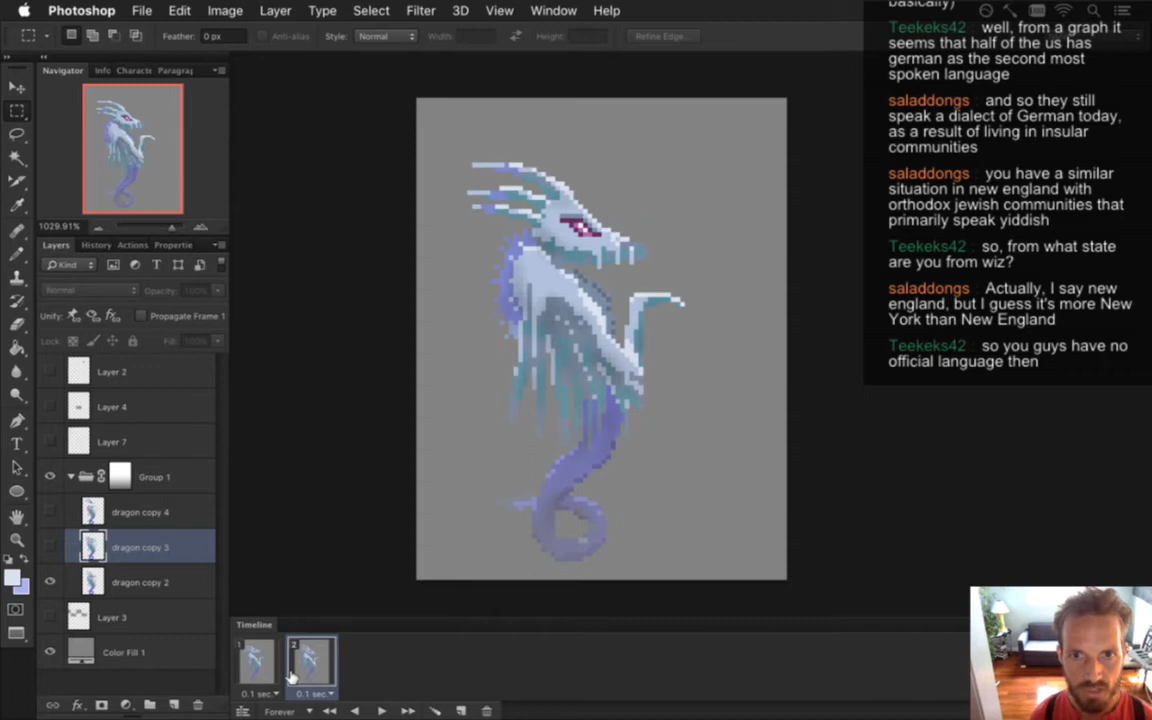 Photoshop File Edit Image Layer Type Select Filter 3D View Window Help
Feather: 0 px Anti-alias Style: Normal Width: Height: Refine Edge...
Navigator Info Characte Paragraj
1029.91%
Layers History Actions Propertie
Kind
Normal Opacity: 100%
Unify: Propagate Frame 1
Lock: Fill: 100%
Layer 2
Layer 4
Layer 7
Group 1
dragon copy 4
dragon copy 3
dragon copy 2
Layer 3
Color Fill 1
Timeline
1 2
0.1 sec. 0.1 sec.
Forever
basically)
Teekeks42 : well, from a graph it
seems that half of the us has
german as the second most
spoken language
saladdongs : and so they still
speak a dialect of German today,
as a result of living in insular
communities
saladdongs : you have a similar
situation in new england with
orthodox jewish communities that
primarily speak yiddish
Teekeks42 : so, from what state
are you from wiz?
saladdongs : Actually, I say new
england, but I guess it's more New
York than New England
Teekeks42 : so you guys have no
official language then